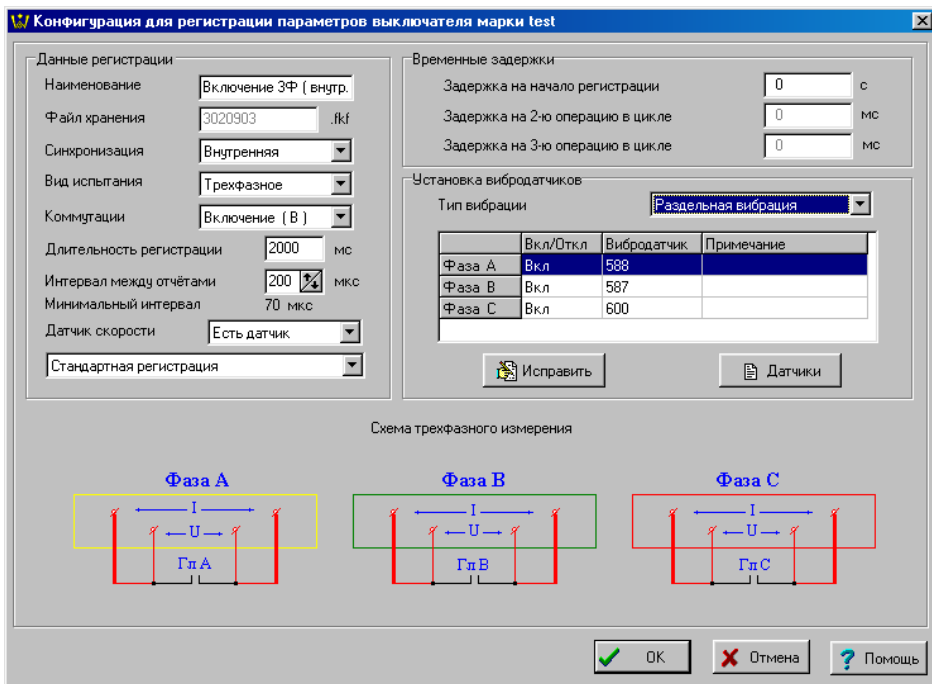 Конфигурация для регистрации параметров выключателя марки test
Данные регистрации
Наименование Включение 3Ф ( внутр.
Файл хранения 3020903 .fkf
Синхронизация Внутренняя
Вид испытания Трехфазное
Коммутации Включение ( В )
Длительность регистрации 2000 мс
Интервал между отчётами 200 мкс
Минимальный интервал 70 мкс
Датчик скорости Есть датчик
Стандартная регистрация
Временные задержки
Задержка на начало регистрации 0 с
Задержка на 2-ю операцию в цикле 0 мс
Задержка на 3-ю операцию в цикле 0 мс
Установка вибродатчиков
Тип вибрации Раздельная вибрация
Вкл/Откл Вибродатчик Примечание
Фаза А Вкл 588
Фаза В Вкл 587
Фаза С Вкл 600
Исправить Датчики
Схема трехфазного измерения
Фаза А Фаза В Фаза С
I I I
U U U
Гл А Гл В Гл С
OK Отмена Помощь